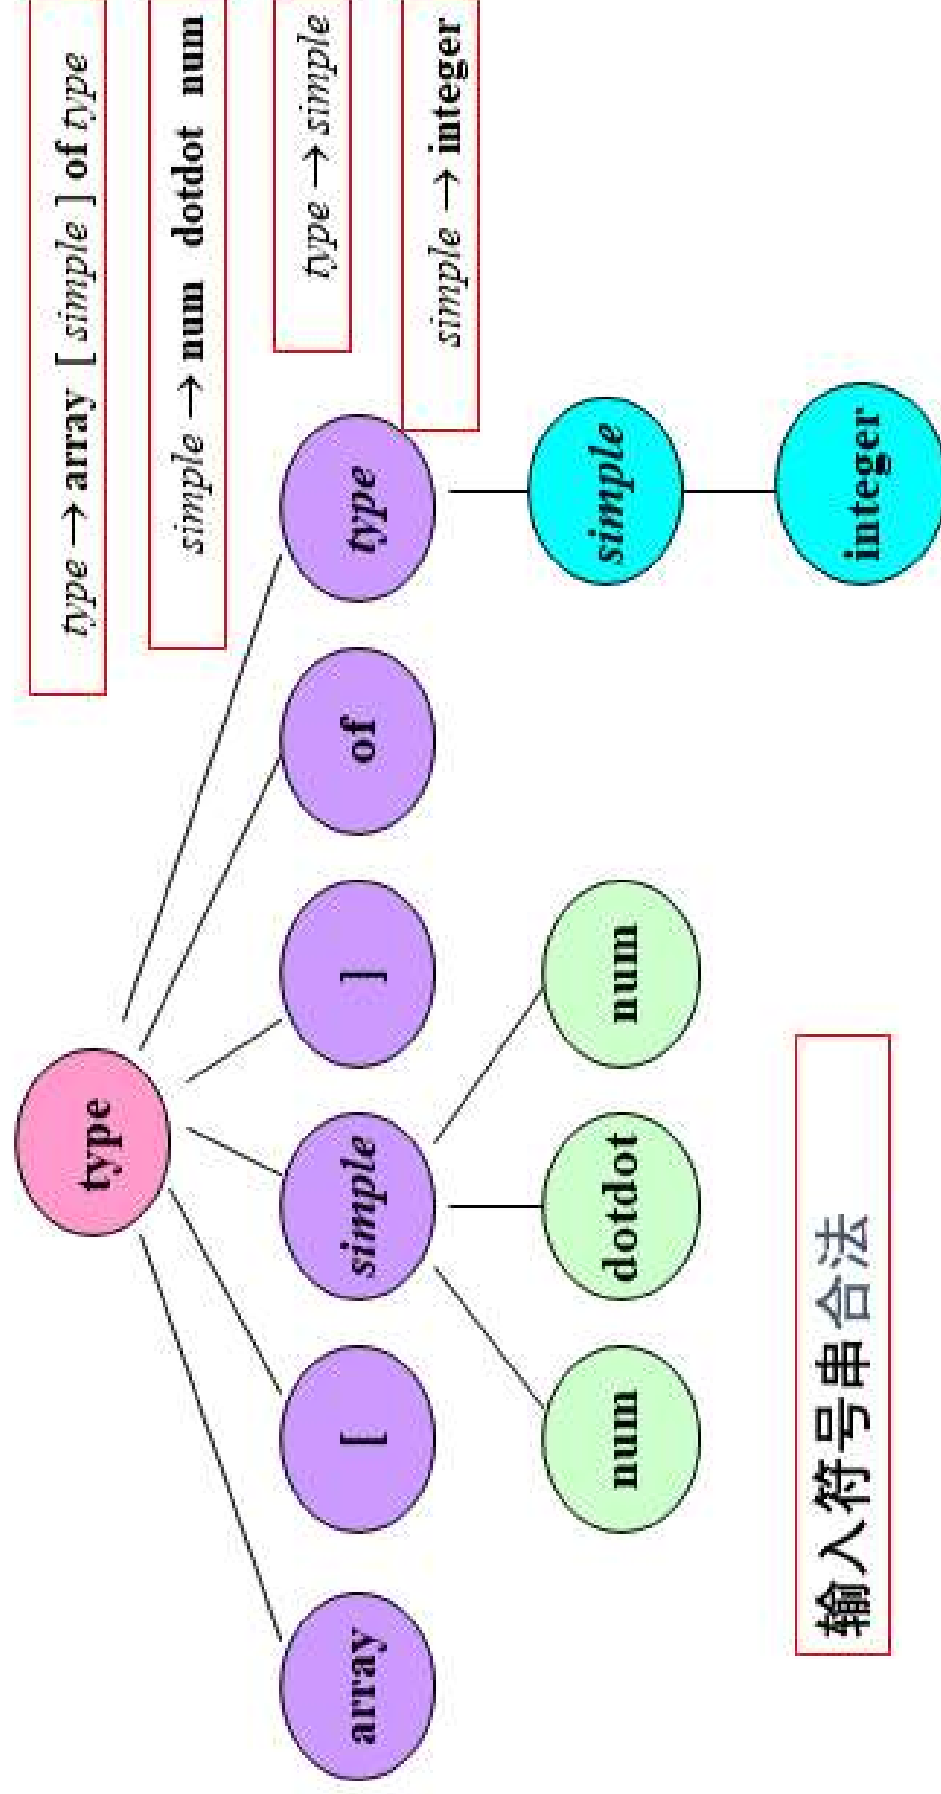 type → array [ simple ] of type
simple → num dotdot num
type → simple
simple → integer
type
array [ simple ] of type
num dotdot num simple
integer
输入符号串合法